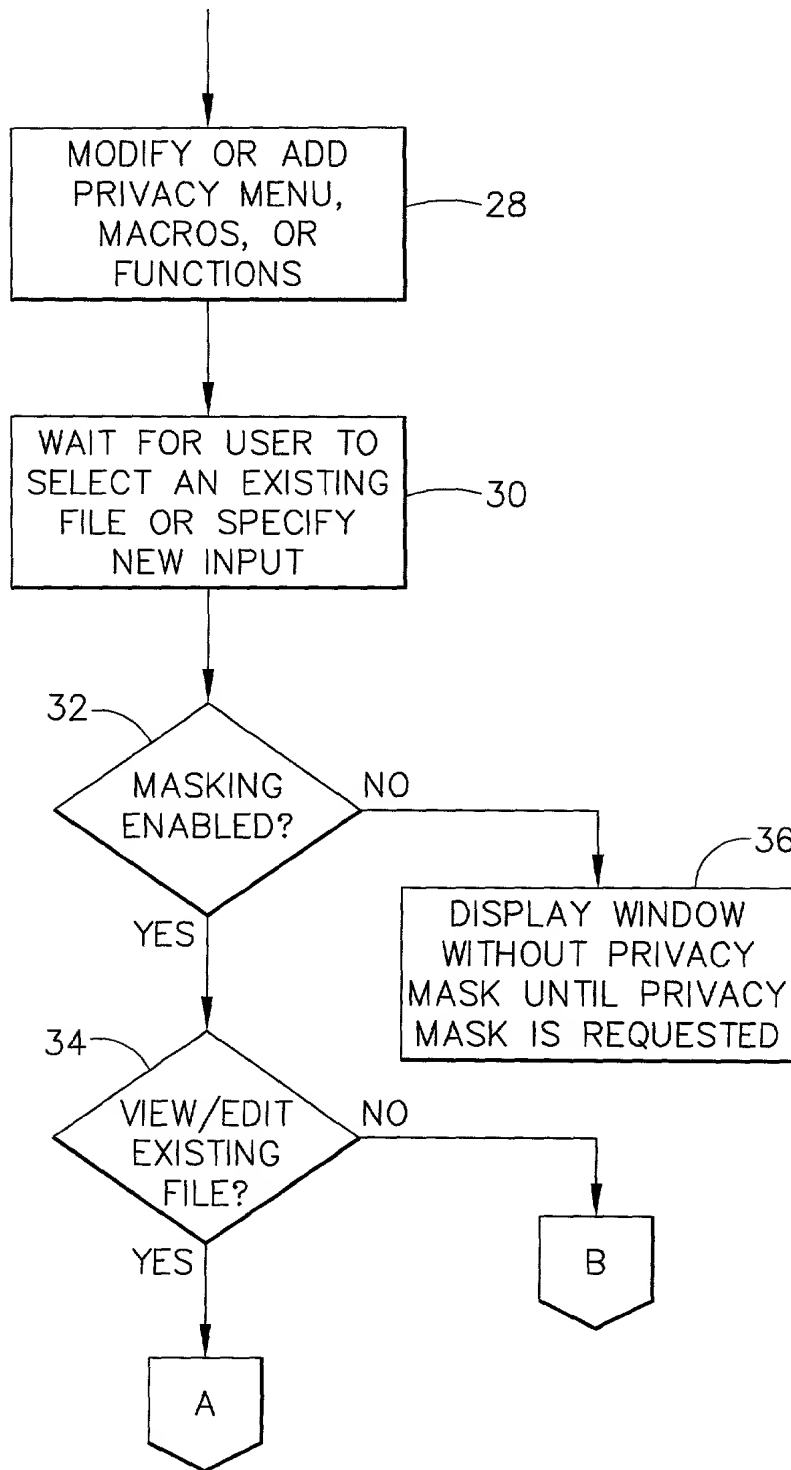 MODIFY OR ADD
PRIVACY MENU,
MACROS, OR
FUNCTIONS
28
WAIT FOR USER TO
SELECT AN EXISTING
FILE OR SPECIFY
NEW INPUT
30
32
MASKING
ENABLED?
NO
YES
36
DISPLAY WINDOW
WITHOUT PRIVACY
MASK UNTIL PRIVACY
MASK IS REQUESTED
34
VIEW/EDIT
EXISTING
FILE?
NO
YES
B
A